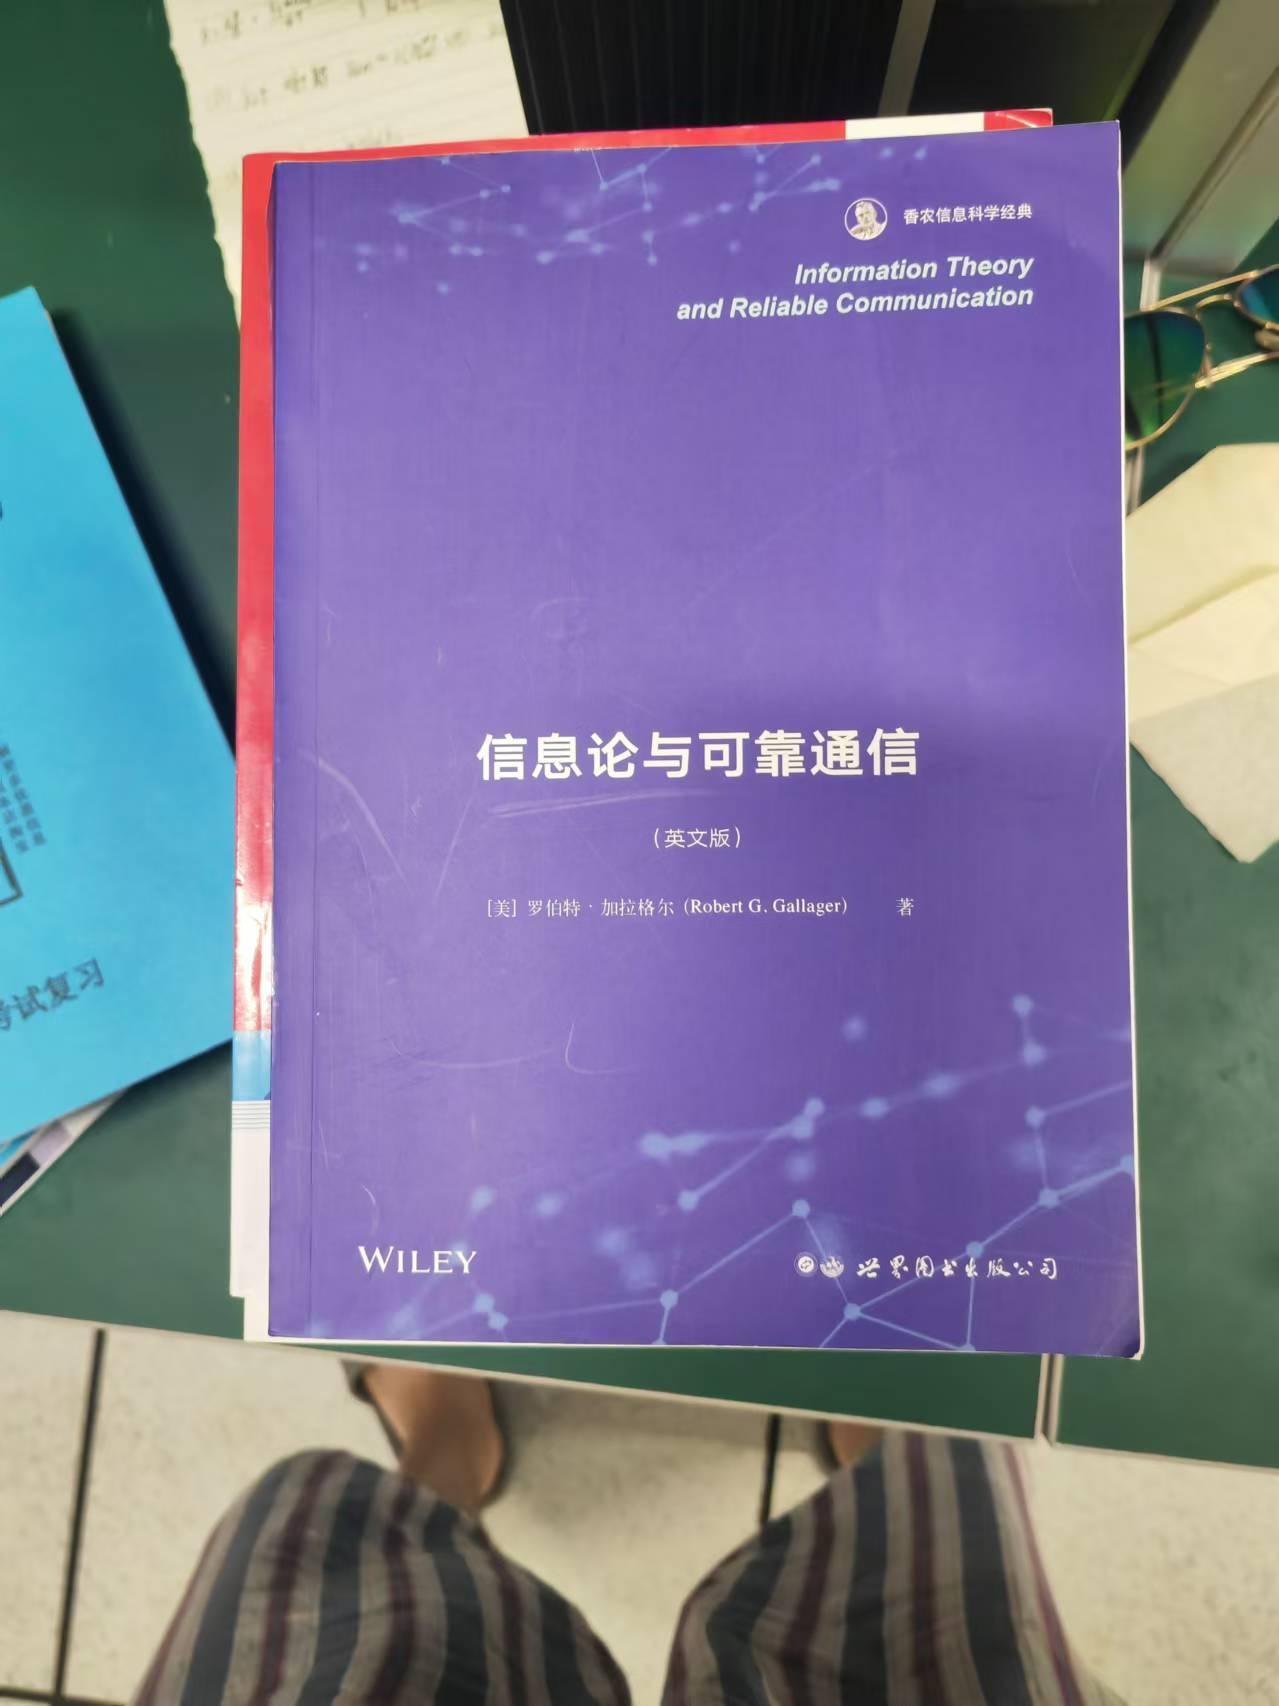 香农信息科学经典
Information Theory
and Reliable Communication
信息论与可靠通信
（英文版）
[美] 罗伯特·加拉格尔（Robert G. Gallager） 著
WILEY
世界图书出版公司
考试复习